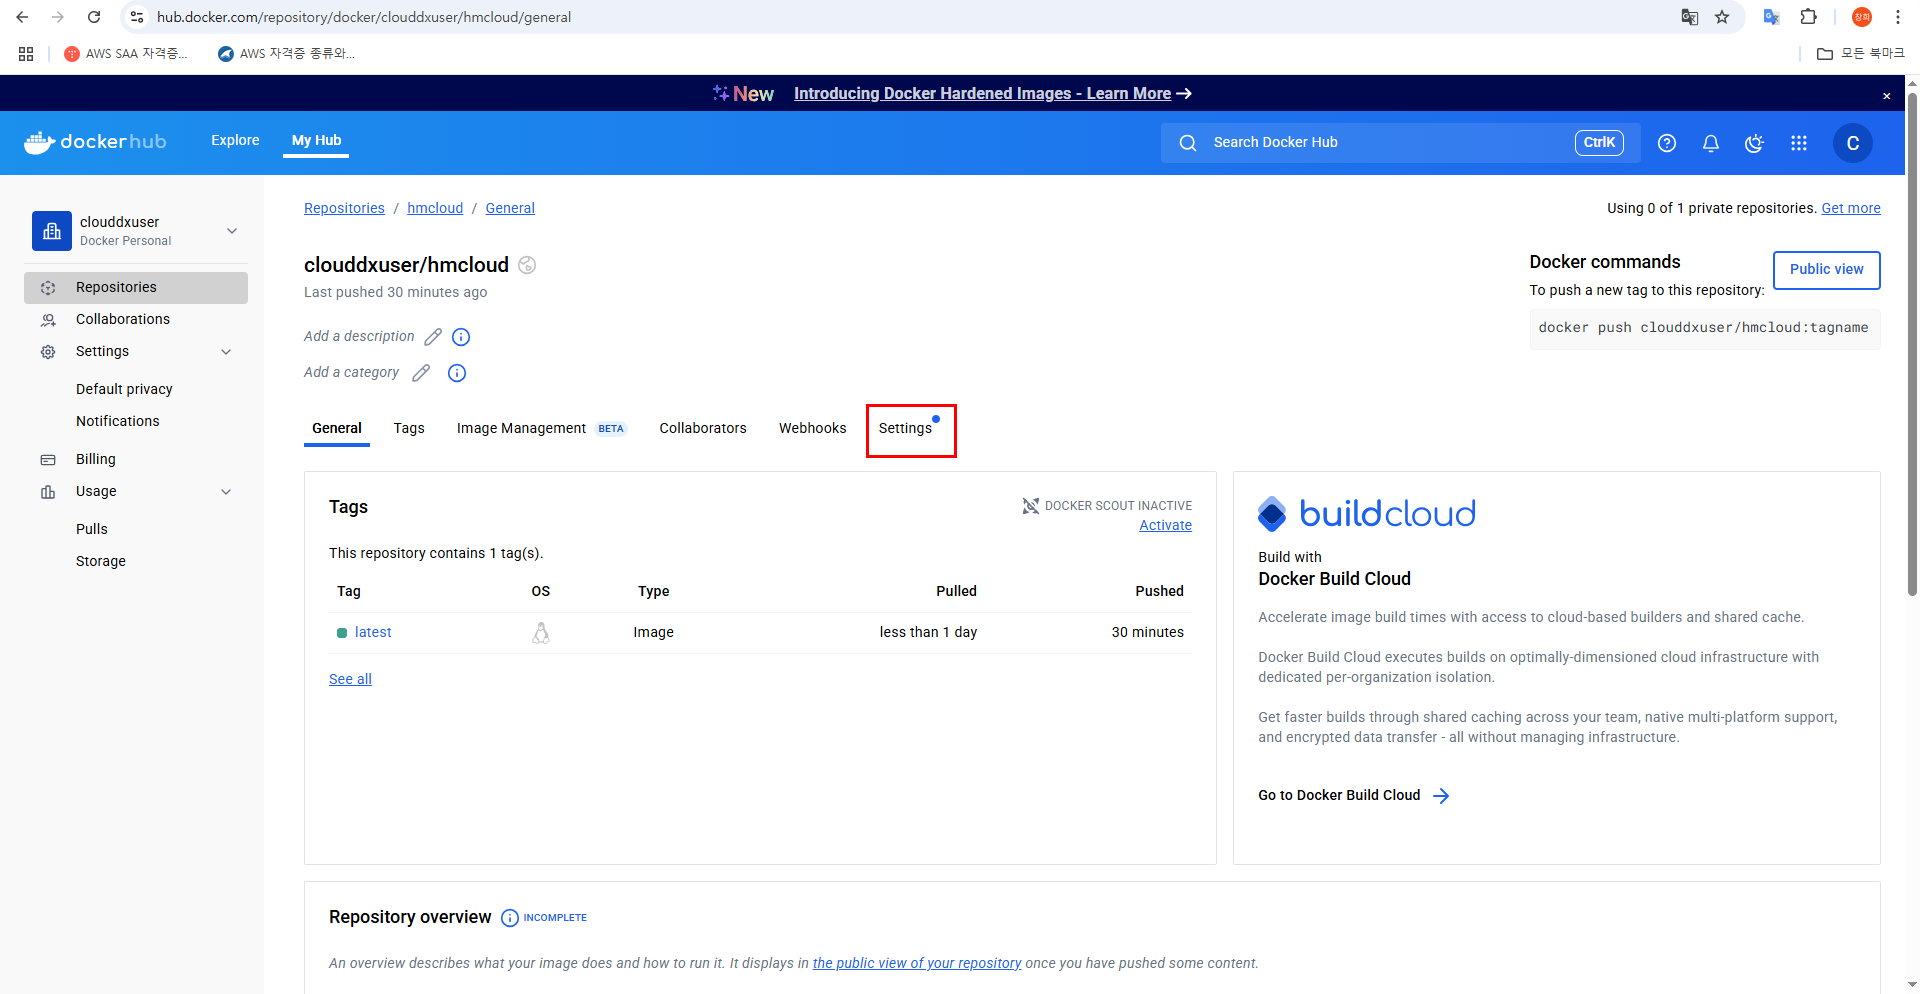 hub.docker.com/repository/docker/clouddxuser/hmcloud/general
창희
AWS SAA 자격증...
AWS 자격증 종류와...
모든 북마크
New Introducing Docker Hardened Images - Learn More →
×
dockerhub
Explore
My Hub
Search Docker Hub
CtrlK
C
clouddxuser
Docker Personal
Repositories
Collaborations
Settings
Default privacy
Notifications
Billing
Usage
Pulls
Storage
Repositories / hmcloud / General
Using 0 of 1 private repositories. Get more
clouddxuser/hmcloud
Last pushed 30 minutes ago
Add a description
Add a category
Docker commands
Public view
To push a new tag to this repository:
docker push clouddxuser/hmcloud:tagname
General
Tags
Image Management BETA
Collaborators
Webhooks
Settings
Tags
DOCKER SCOUT INACTIVE
Activate
This repository contains 1 tag(s).
Tag OS Type Pulled Pushed
latest Image less than 1 day 30 minutes
See all
buildcloud
Build with
Docker Build Cloud
Accelerate image build times with access to cloud-based builders and shared cache.
Docker Build Cloud executes builds on optimally-dimensioned cloud infrastructure with
dedicated per-organization isolation.
Get faster builds through shared caching across your team, native multi-platform support,
and encrypted data transfer - all without managing infrastructure.
Go to Docker Build Cloud →
Repository overview INCOMPLETE
An overview describes what your image does and how to run it. It displays in the public view of your repository once you have pushed some content.